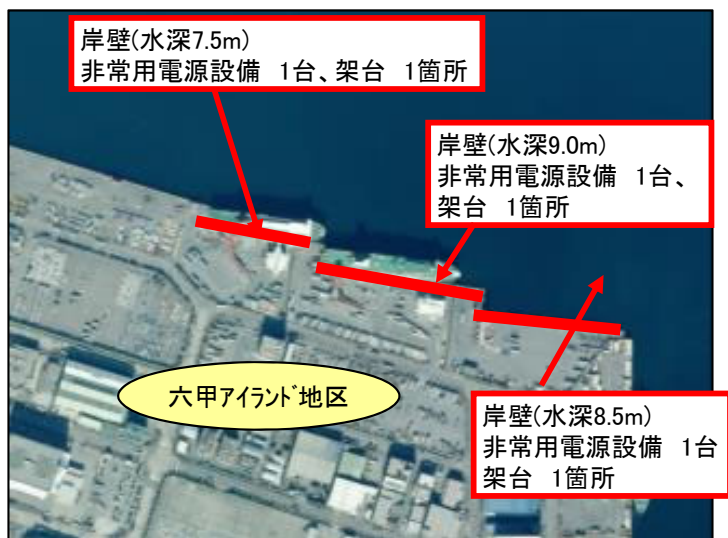 岸壁(水深7.5m)
非常用電源設備 1台、架台 1箇所
岸壁(水深9.0m)
非常用電源設備 1台、
架台 1箇所
六甲アイランド地区
岸壁(水深8.5m)
非常用電源設備 1台
架台 1箇所